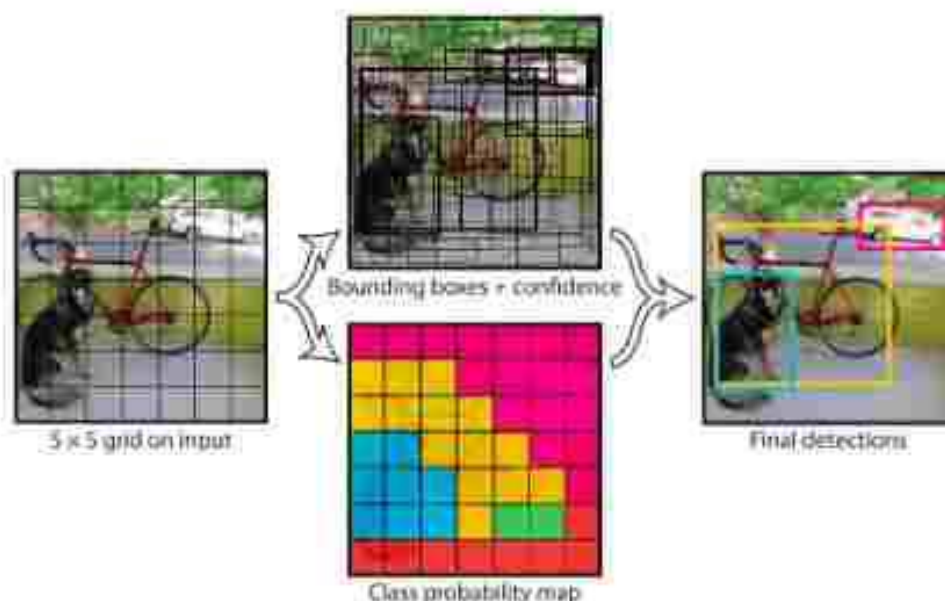 Bounding boxes + confidence
S × S grid on input
Final detections
Class probability map